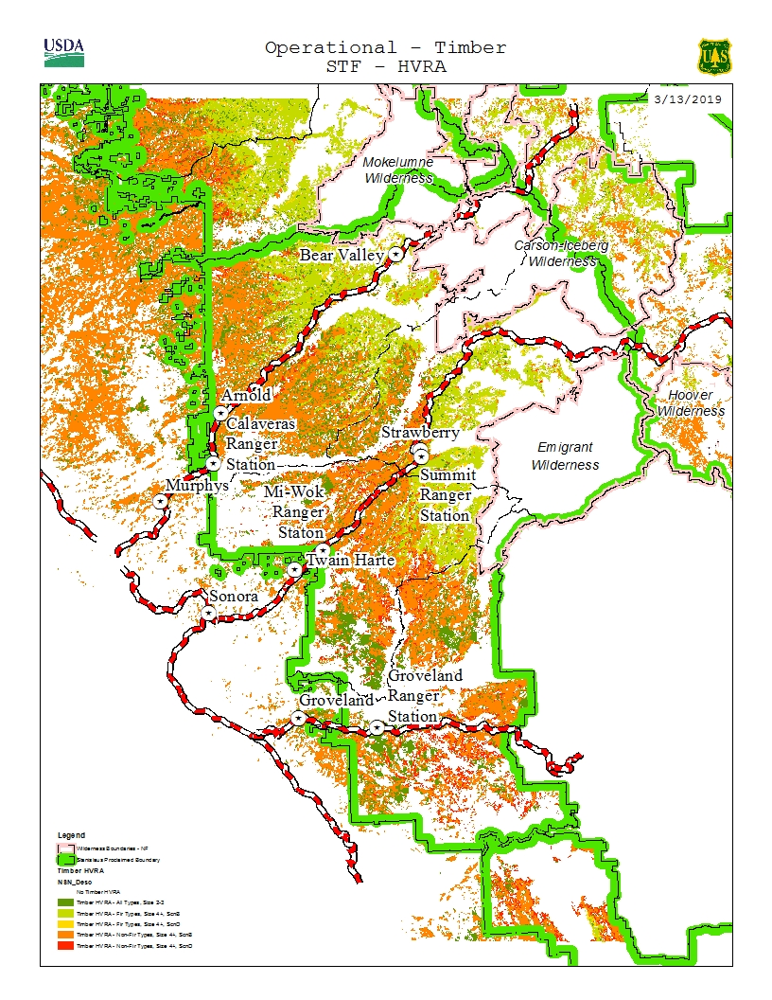 USDA
Operational - Timber
STF - HVRA
U S
3/13/2019
Mokelumne
Wilderness
Bear Valley
Carson-Iceberg
Wilderness
Hoover
Wilderness
Arnold
Calaveras
Ranger
Station
Strawberry
Emigrant
Wilderness
Summit
Ranger
Station
Murphys
Mi-Wok
Ranger
Staton
Twain Harte
Sonora
Groveland
Groveland
Ranger
Station
Legend
Wilderness Boundaries - NF
Stanislaus Proclaimed Boundary
Timber HVRA
No Timber HVRA
Timber HVRA - All Types, Size 2-3
Timber HVRA - Fir Types, Size 4+,
Timber HVRA - Fir Types, Size 4+,
Timber HVRA - Non-Fir Types, Size 4+,
Timber HVRA - Non-Fir Types, Size 4+,